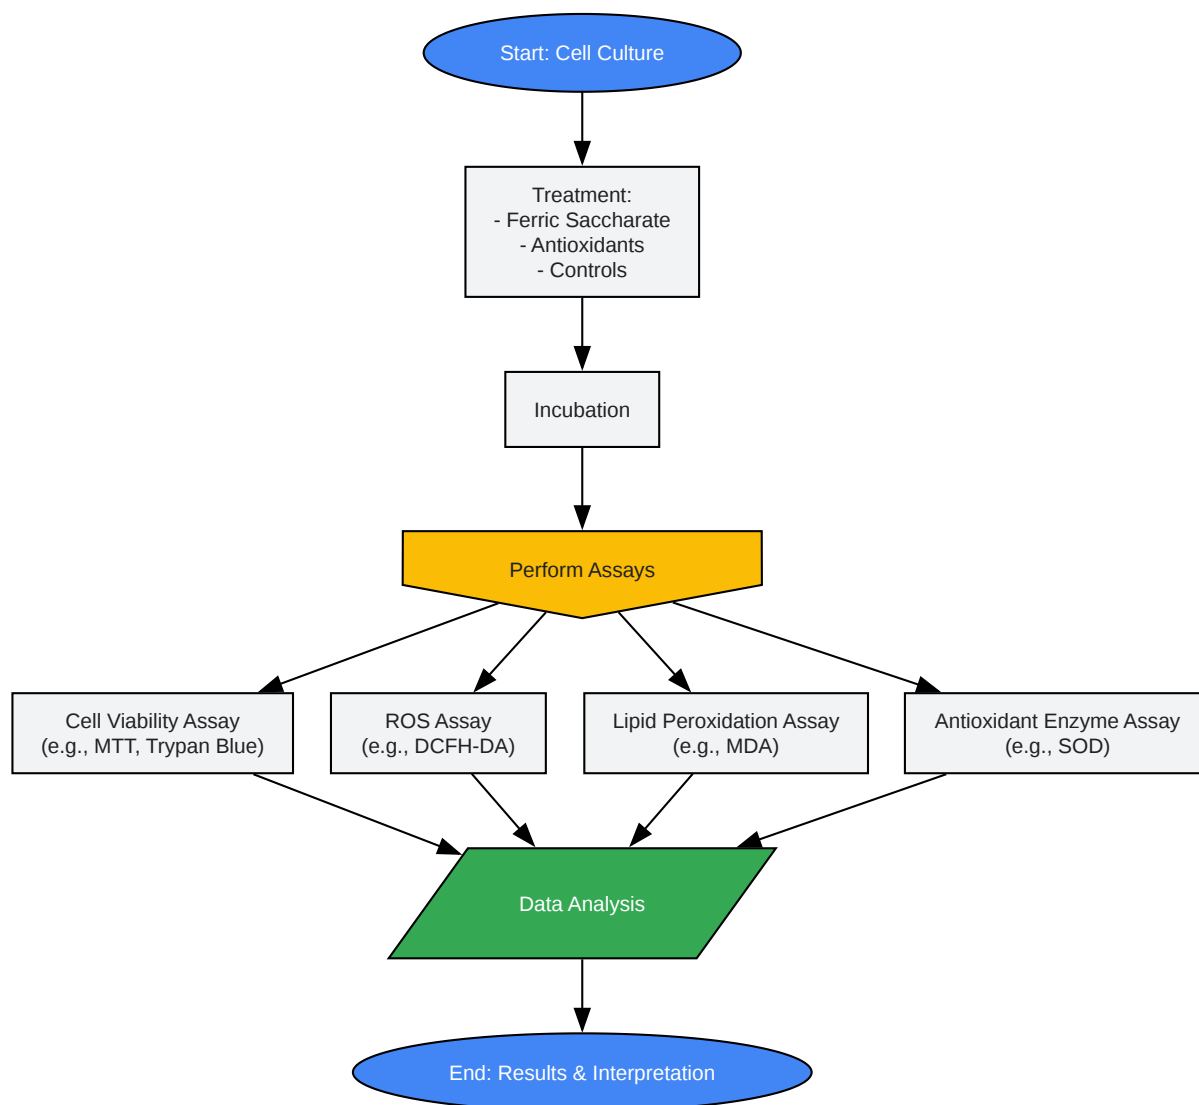 Start: Cell Culture
Treatment:
- Ferric Saccharate
- Antioxidants
- Controls
Incubation
Perform Assays
Cell Viability Assay
(e.g., MTT, Trypan Blue)
ROS Assay
(e.g., DCFH-DA)
Lipid Peroxidation Assay
(e.g., MDA)
Antioxidant Enzyme Assay
(e.g., SOD)
Data Analysis
End: Results & Interpretation